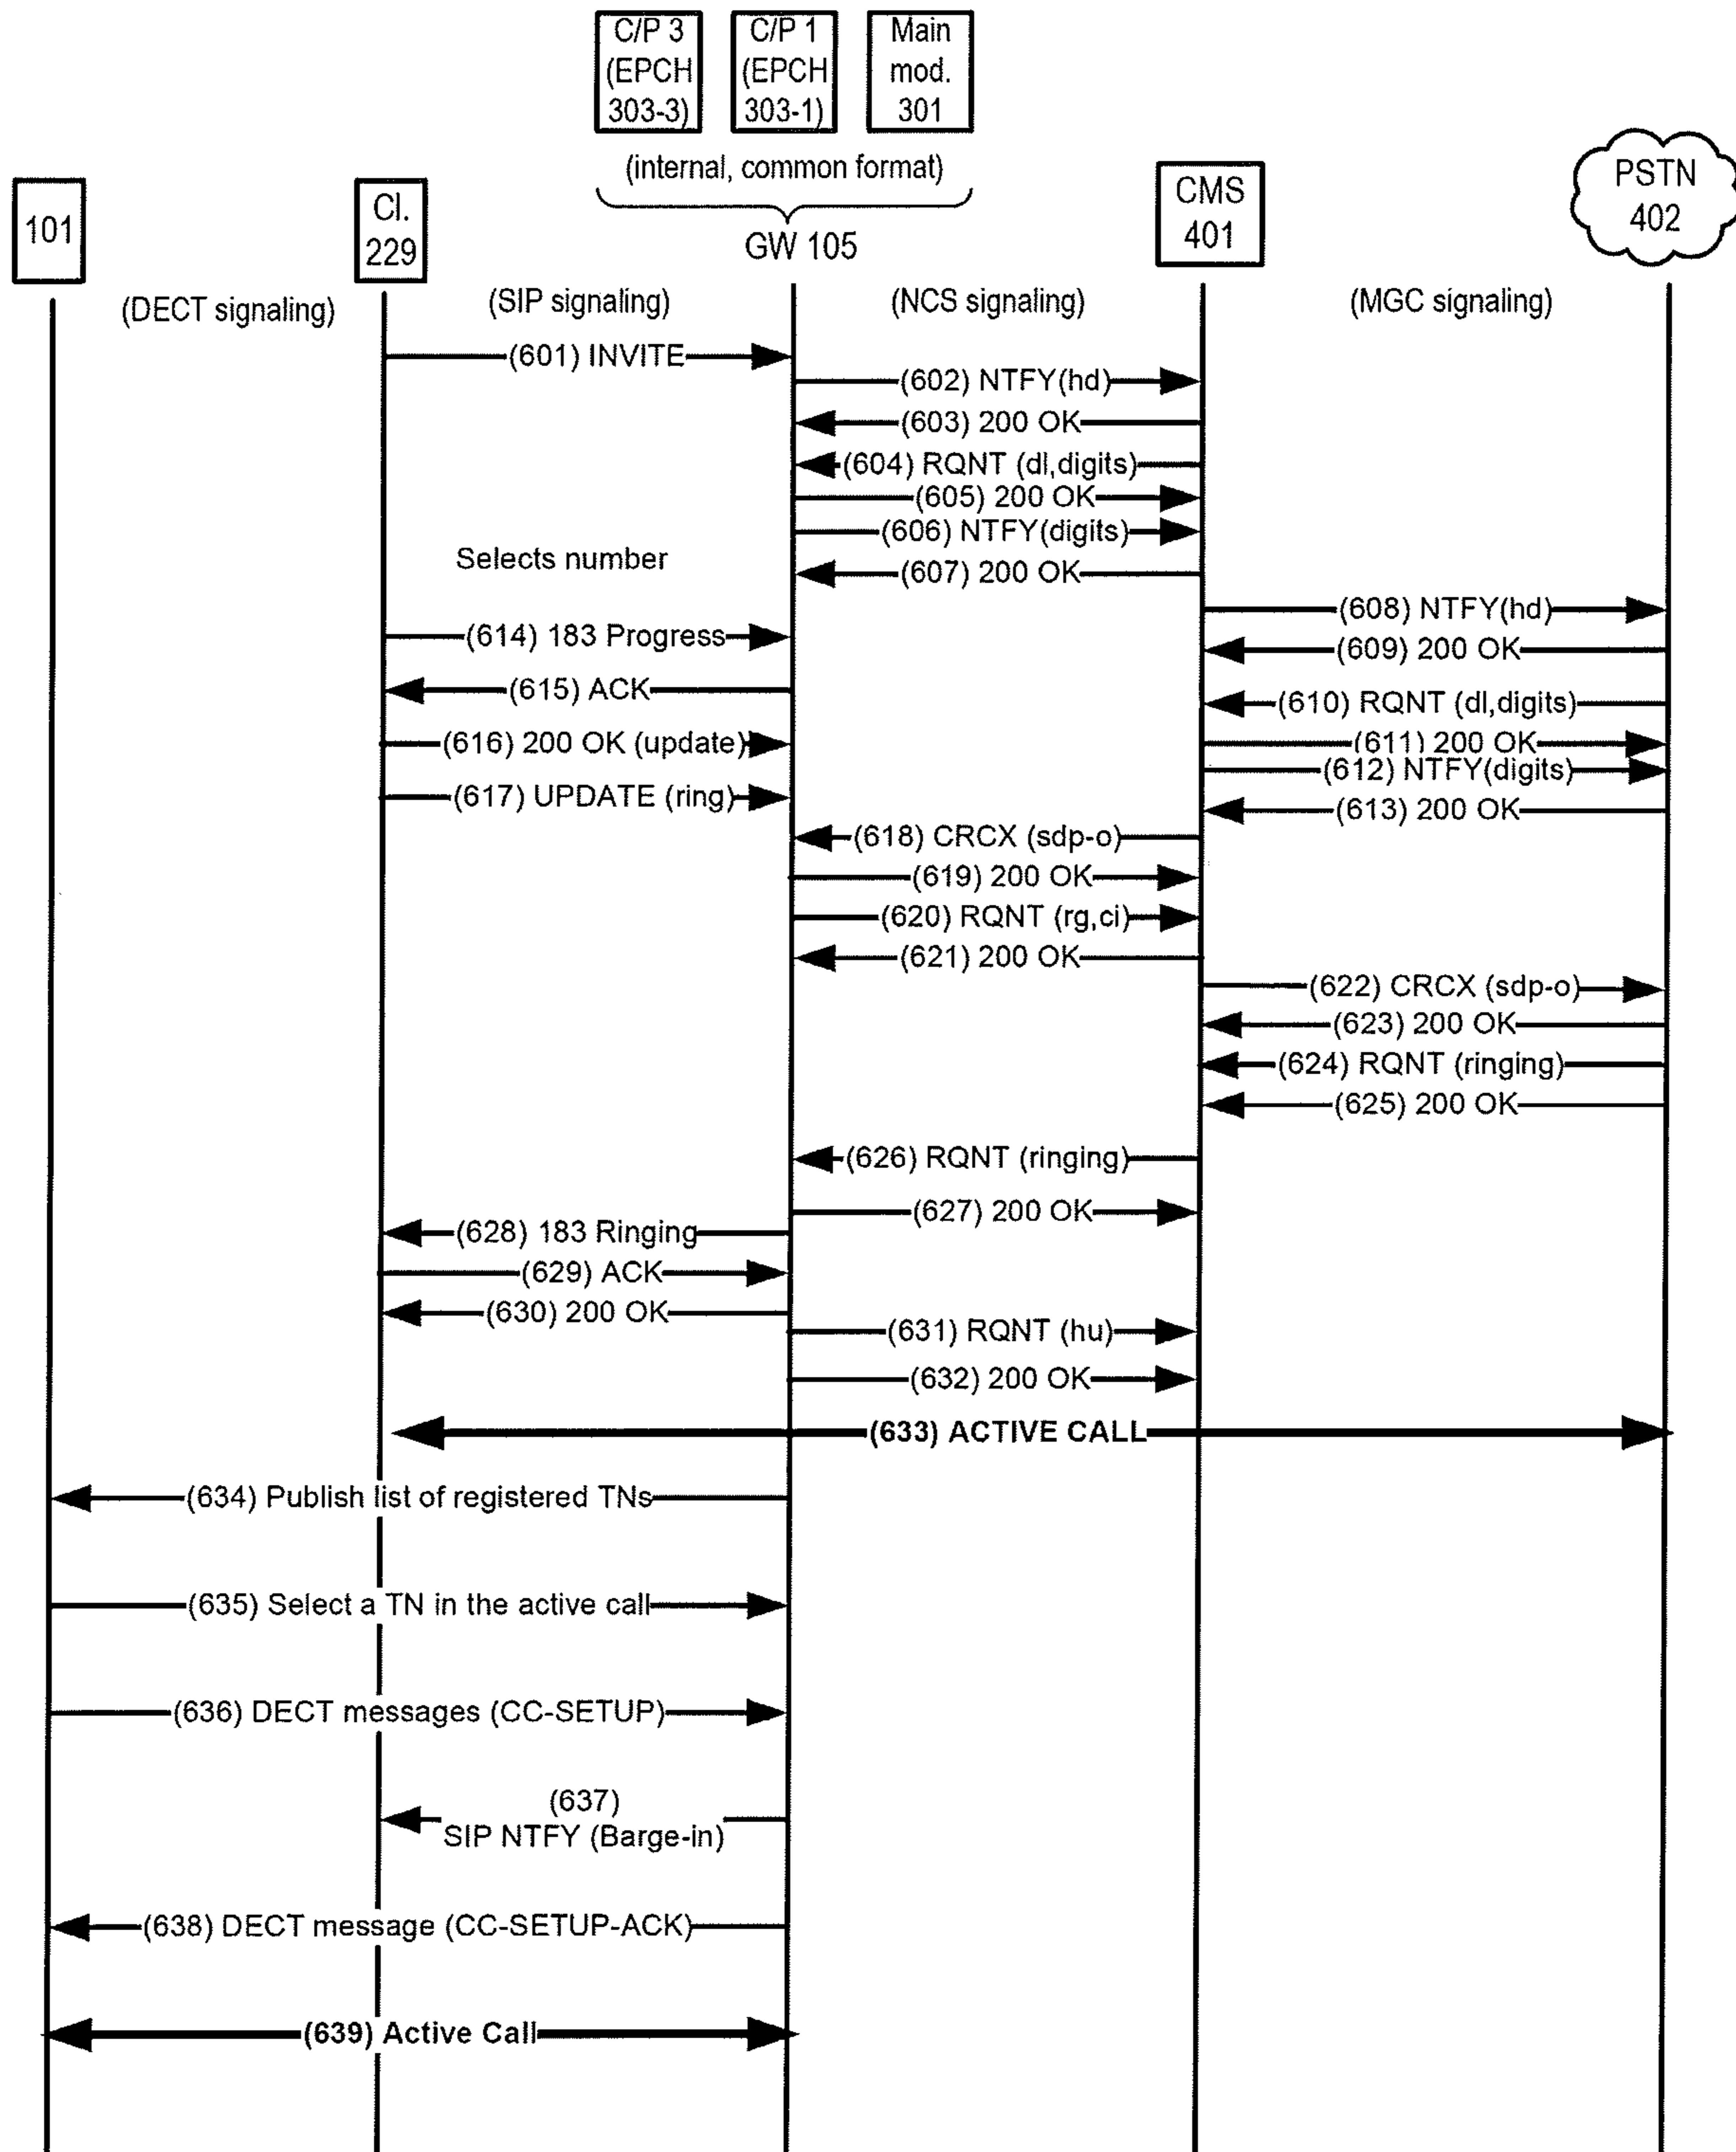 C/P 3
(EPCH
303-3)
C/P 1
(EPCH
303-1)
Main
mod.
301
(internal, common format)
GW 105
101
Cl.
229
CMS
401
PSTN
402
(DECT signaling)
(SIP signaling)
(NCS signaling)
(MGC signaling)
(601) INVITE
(602) NTFY(hd)
(603) 200 OK
(604) RQNT (dl,digits)
(605) 200 OK
(606) NTFY(digits)
Selects number
(607) 200 OK
(608) NTFY(hd)
(614) 183 Progress
(609) 200 OK
(615) ACK
(610) RQNT (dl,digits)
(616) 200 OK (update)
(611) 200 OK
(612) NTFY(digits)
(617) UPDATE (ring)
(613) 200 OK
(618) CRCX (sdp-o)
(619) 200 OK
(620) RQNT (rg,ci)
(621) 200 OK
(622) CRCX (sdp-o)
(623) 200 OK
(624) RQNT (ringing)
(625) 200 OK
(626) RQNT (ringing)
(627) 200 OK
(628) 183 Ringing
(629) ACK
(630) 200 OK
(631) RQNT (hu)
(632) 200 OK
(633) ACTIVE CALL
(634) Publish list of registered TNs
(635) Select a TN in the active call
(636) DECT messages (CC-SETUP)
(637)
SIP NTFY (Barge-in)
(638) DECT message (CC-SETUP-ACK)
(639) Active Call